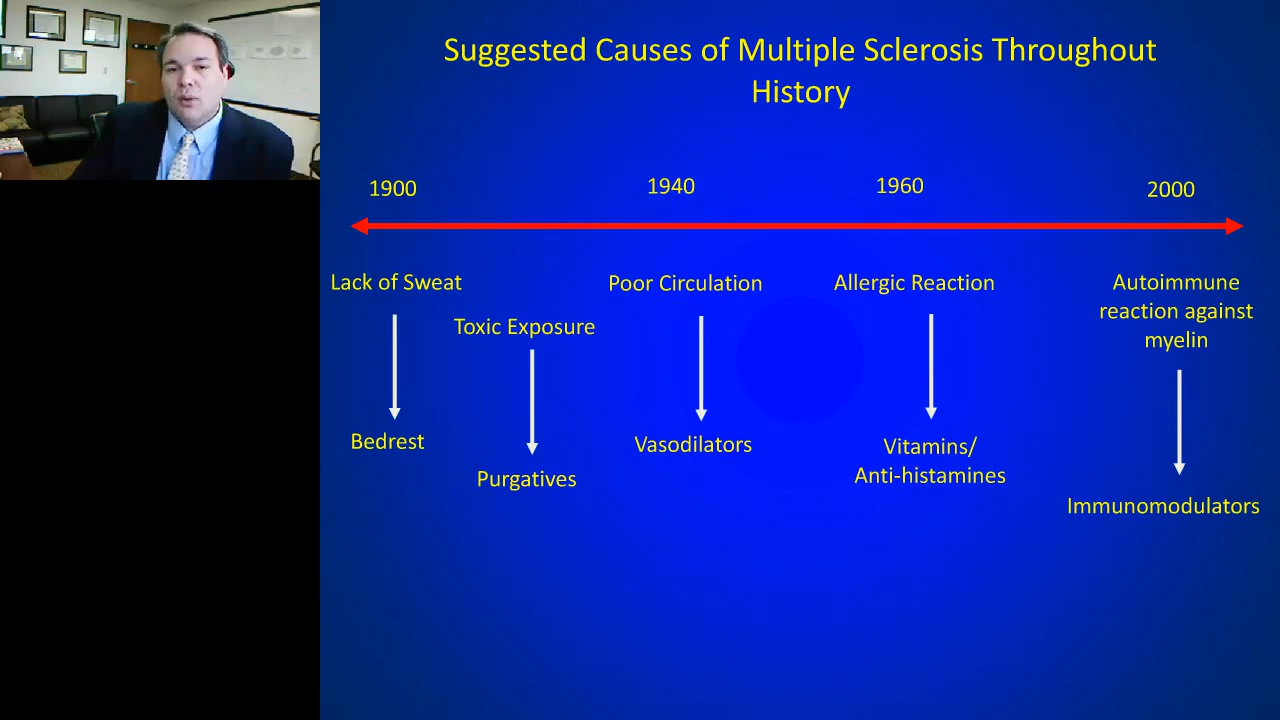 Suggested Causes of Multiple Sclerosis Throughout
History
1900
1940
1960
2000
Lack of Sweat
Poor Circulation
Allergic Reaction
Autoimmune
reaction against
myelin
Toxic Exposure
Bedrest
Vasodilators
Vitamins/
Anti-histamines
Purgatives
Immunomodulators